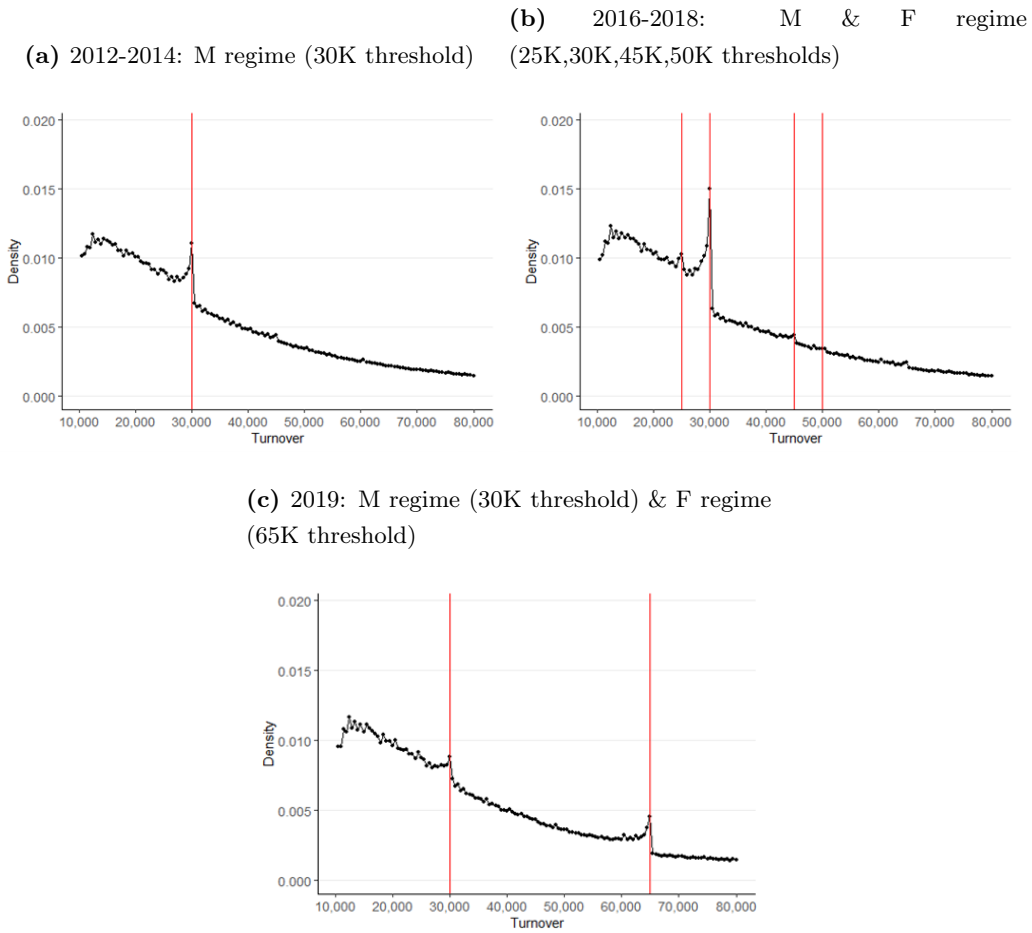 (a) 2012-2014: M regime (30K threshold)
(b) 2016-2018: M & F regime
(25K,30K,45K,50K thresholds)
0.020
0.015
0.010
0.005
0.000
Density
10,000 20,000 30,000 40,000 50,000 60,000 70,000 80,000
Turnover
0.020
0.015
0.010
0.005
0.000
Density
10,000 20,000 30,000 40,000 50,000 60,000 70,000 80,000
Turnover
(c) 2019: M regime (30K threshold) & F regime
(65K threshold)
0.020
0.015
0.010
0.005
0.000
Density
10,000 20,000 30,000 40,000 50,000 60,000 70,000 80,000
Turnover